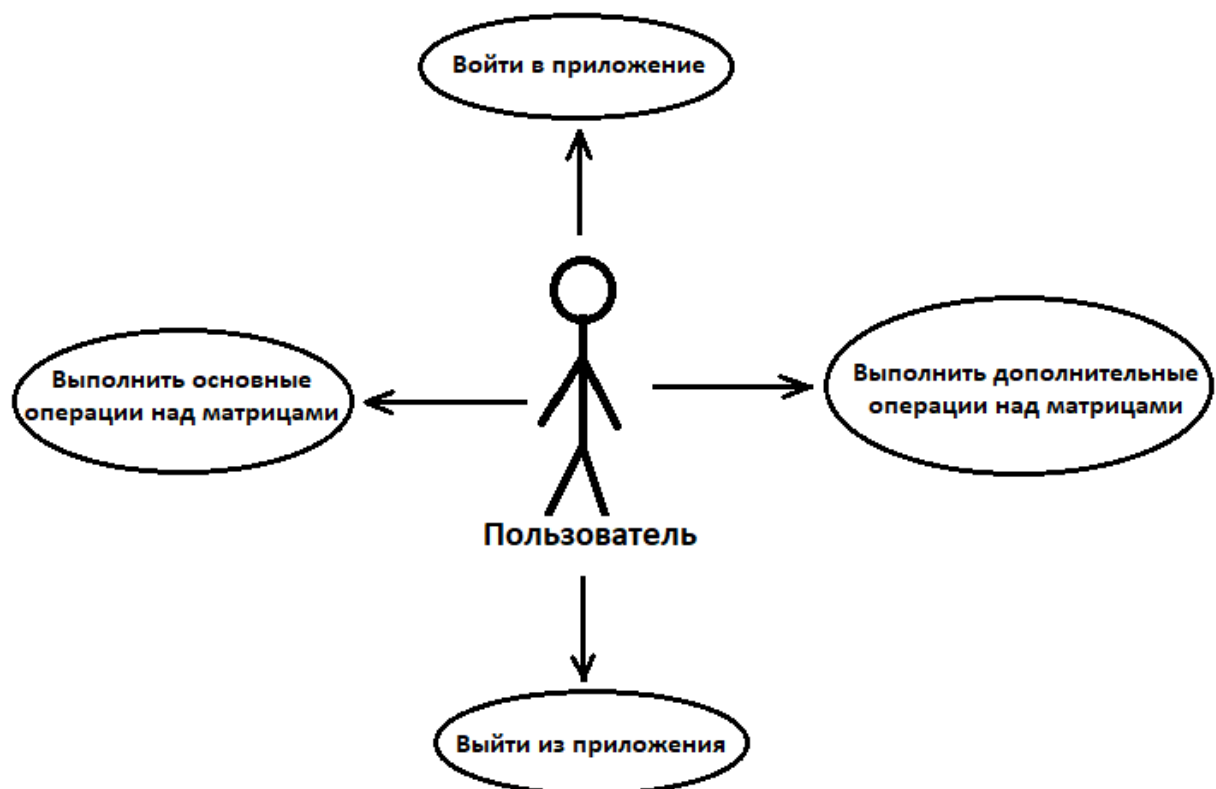 Войти в приложение
Выполнить основные
операции над матрицами
Выполнить дополнительные
операции над матрицами
Пользователь
Выйти из приложения